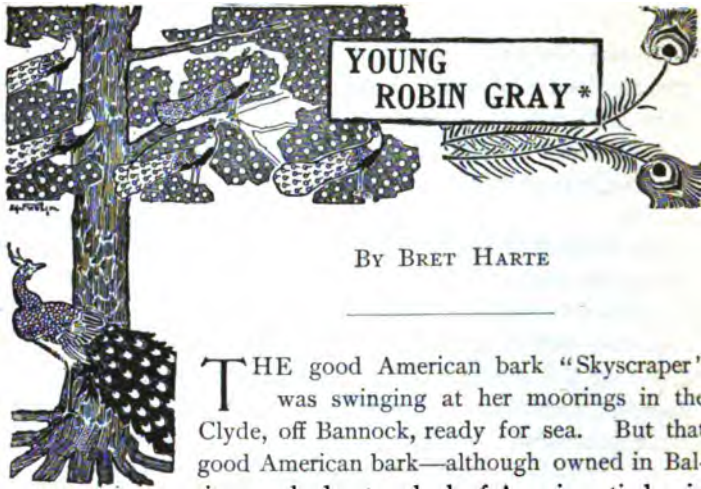 YOUNG
ROBIN GRAY*
BY BRET HARTE
THE good American bark "Skyscraper"
was swinging at her moorings in the
Clyde, off Bannock, ready for sea. But that
good American bark—although owned in Bal-